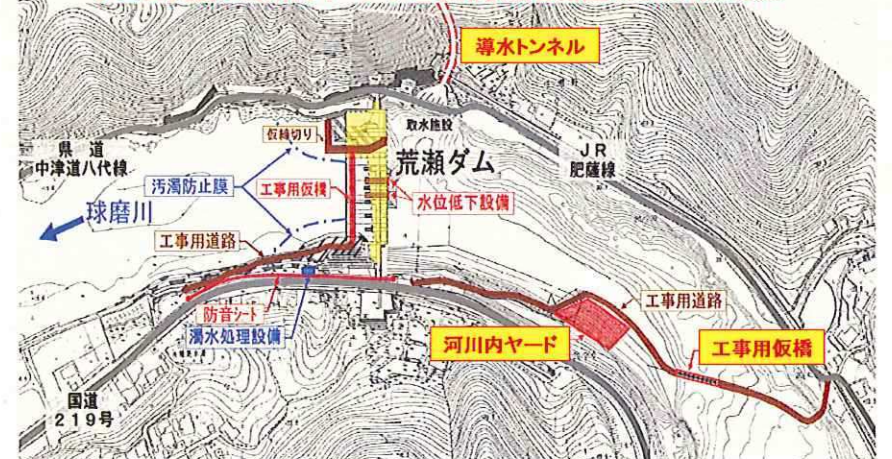 導水トンネル
仮締切り
取水施設
県道
中津道八代線
荒瀬ダム
JR
肥薩線
汚濁防止膜
工事用仮橋
水位低下設備
球磨川
工事用道路
工事用道路
防音シート
濁水処理設備
河川内ヤード
工事用仮橋
国道
219号